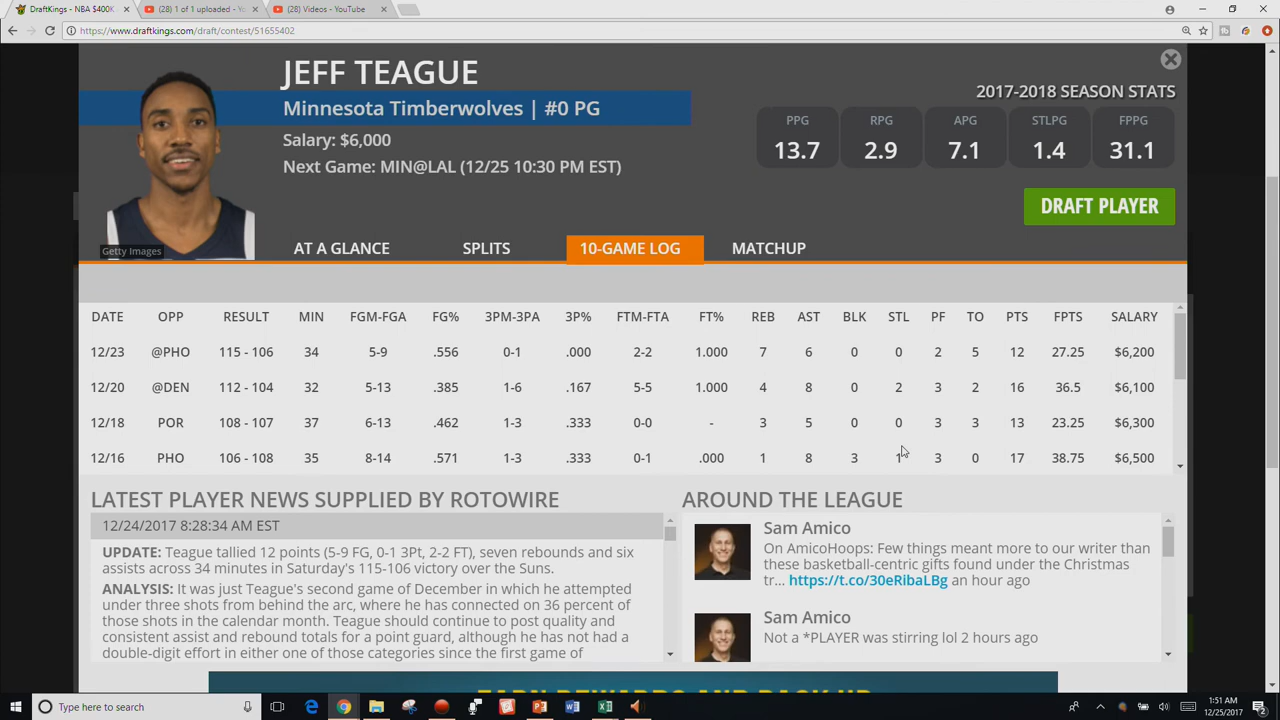 DraftKings - NBA $400K
(28) 1 of 1 uploaded - Yo
(28) Videos - YouTube
https://www.draftkings.com/draft/contest/51655402
JEFF TEAGUE
Minnesota Timberwolves | #0 PG
Salary: $6,000
Next Game: MIN@LAL (12/25 10:30 PM EST)
2017-2018 SEASON STATS
PPG RPG APG STLPG FPPG
13.7 2.9 7.1 1.4 31.1
DRAFT PLAYER
Getty Images
AT A GLANCE SPLITS 10-GAME LOG MATCHUP
DATE OPP RESULT MIN FGM-FGA FG% 3PM-3PA 3P% FTM-FTA FT% REB AST BLK STL PF TO PTS FPTS SALARY
12/23 @PHO 115 - 106 34 5-9 .556 0-1 .000 2-2 1.000 7 6 0 0 2 5 12 27.25 $6,200
12/20 @DEN 112 - 104 32 5-13 .385 1-6 .167 5-5 1.000 4 8 0 2 3 2 16 36.5 $6,100
12/18 POR 108 - 107 37 6-13 .462 1-3 .333 0-0 - 3 5 0 0 3 3 13 23.25 $6,300
12/16 PHO 106 - 108 35 8-14 .571 1-3 .333 0-1 .000 1 8 3 1 3 0 17 38.75 $6,500
LATEST PLAYER NEWS SUPPLIED BY ROTOWIRE
12/24/2017 8:28:34 AM EST
UPDATE: Teague tallied 12 points (5-9 FG, 0-1 3Pt, 2-2 FT), seven rebounds and six
assists across 34 minutes in Saturday's 115-106 victory over the Suns.
ANALYSIS: It was just Teague's second game of December in which he attempted
under three shots from behind the arc, where he has connected on 36 percent of
those shots in the calendar month. Teague should continue to post quality and
consistent assist and rebound totals for a point guard, although he has not had a
double-digit effort in either one of those categories since the first game of
AROUND THE LEAGUE
Sam Amico
On AmicoHoops: Few things meant more to our writer than
these basketball-centric gifts found under the Christmas
tr... https://t.co/30eRibaLBg an hour ago
Sam Amico
Not a *PLAYER was stirring lol 2 hours ago
EARN REWARDS AND RACK UP
Type here to search
1:51 AM
12/25/2017